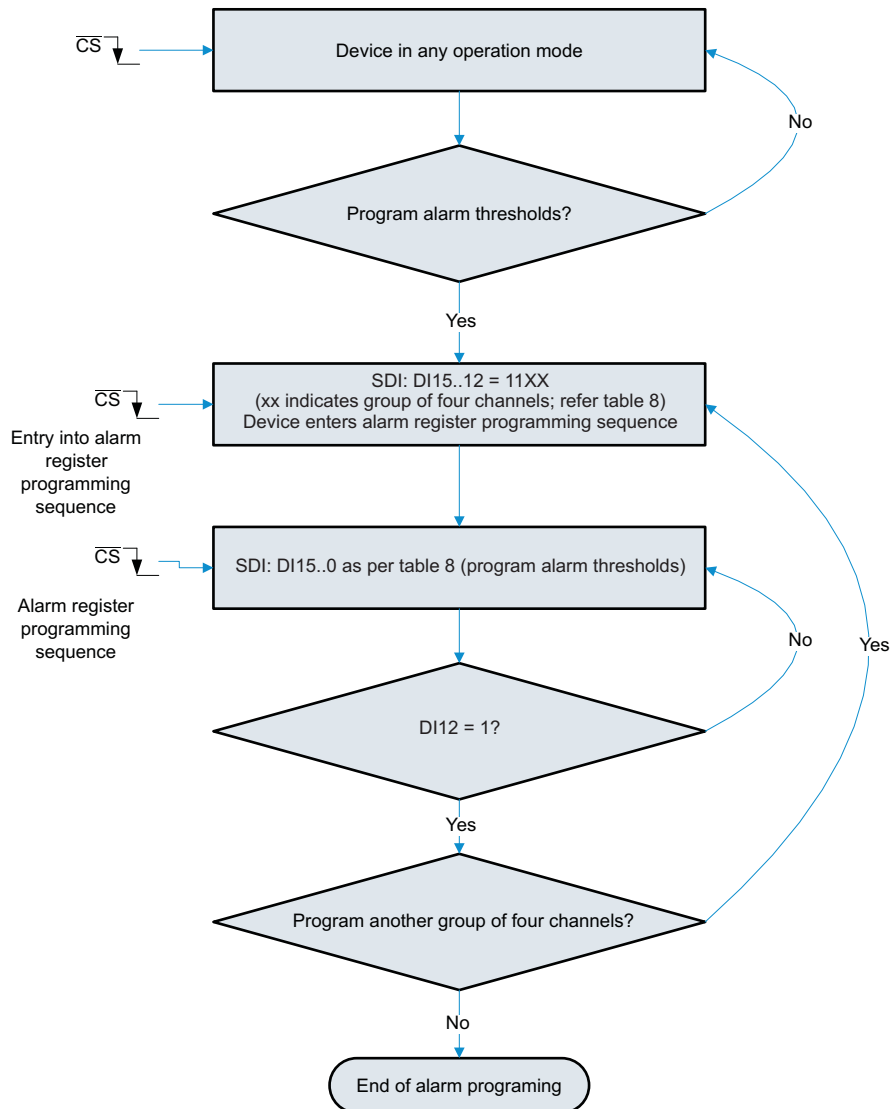 CS
Device in any operation mode
No
Program alarm thresholds?
Yes
CS
SDI: DI15..12 = 11XX
(xx indicates group of four channels; refer table 8)
Device enters alarm register programming sequence
Entry into alarm
register
programming
sequence
CS
SDI: DI15..0 as per table 8 (program alarm thresholds)
Alarm register
programming
sequence
No
Yes
DI12 = 1?
Yes
Program another group of four channels?
No
End of alarm programing